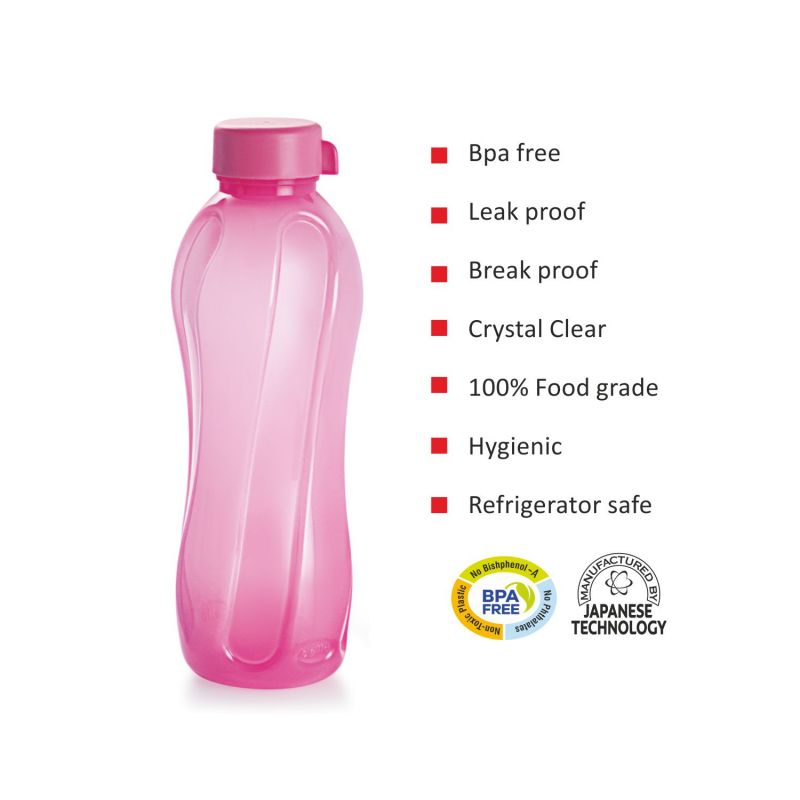 Bpa free
Leak proof
Break proof
Crystal Clear
100% Food grade
Hygienic
Refrigerator safe
No Bishphenol-A
BPA
FREE
Non-Toxic Plastic
No Phthalates
MANUFACTURED BY
JAPANESE
TECHNOLOGY